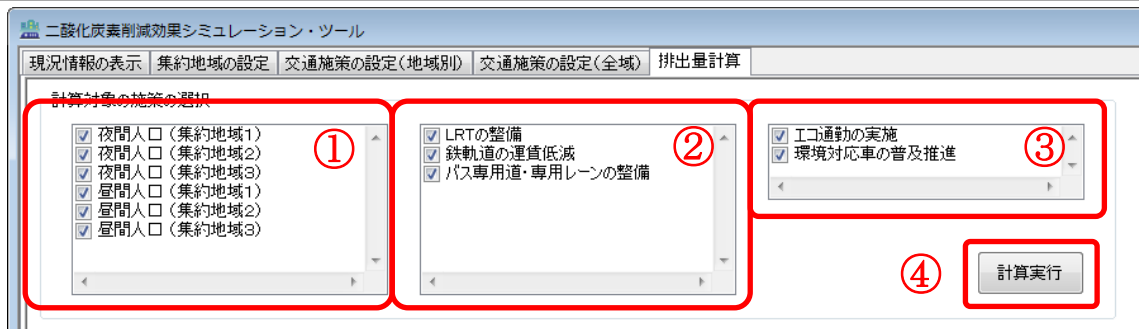 二酸化炭素削減効果シミュレーション・ツール
現況情報の表示 集約地域の設定 交通施策の設定(地域別) 交通施策の設定(全域) 排出量計算
計算対象の施策の選択
夜間人口(集約地域1)
夜間人口(集約地域2)
夜間人口(集約地域3)
昼間人口(集約地域1)
昼間人口(集約地域2)
昼間人口(集約地域3)
①
LRTの整備
鉄軌道の運賃低減
バス専用道・専用レーンの整備
②
エコ通勤の実施
環境対応車の普及推進
③
④
計算実行